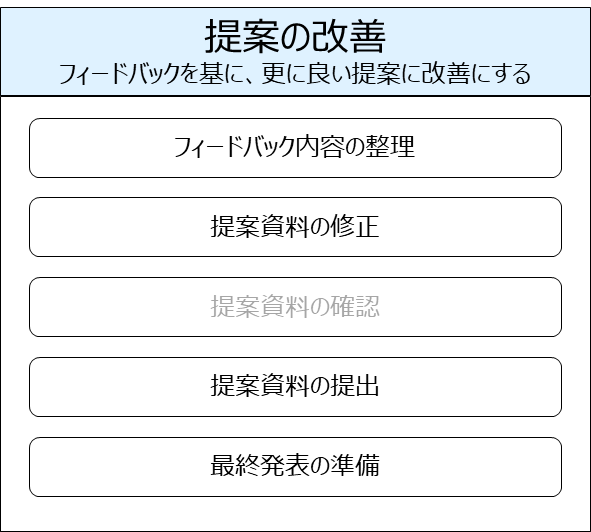 提案の改善
フィードバックを基に、更に良い提案に改善にする
フィードバック内容の整理
提案資料の修正
提案資料の確認
提案資料の提出
最終発表の準備